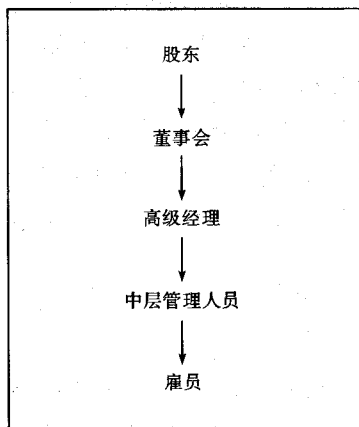 股东
董事会
高级经理
中层管理人员
雇员